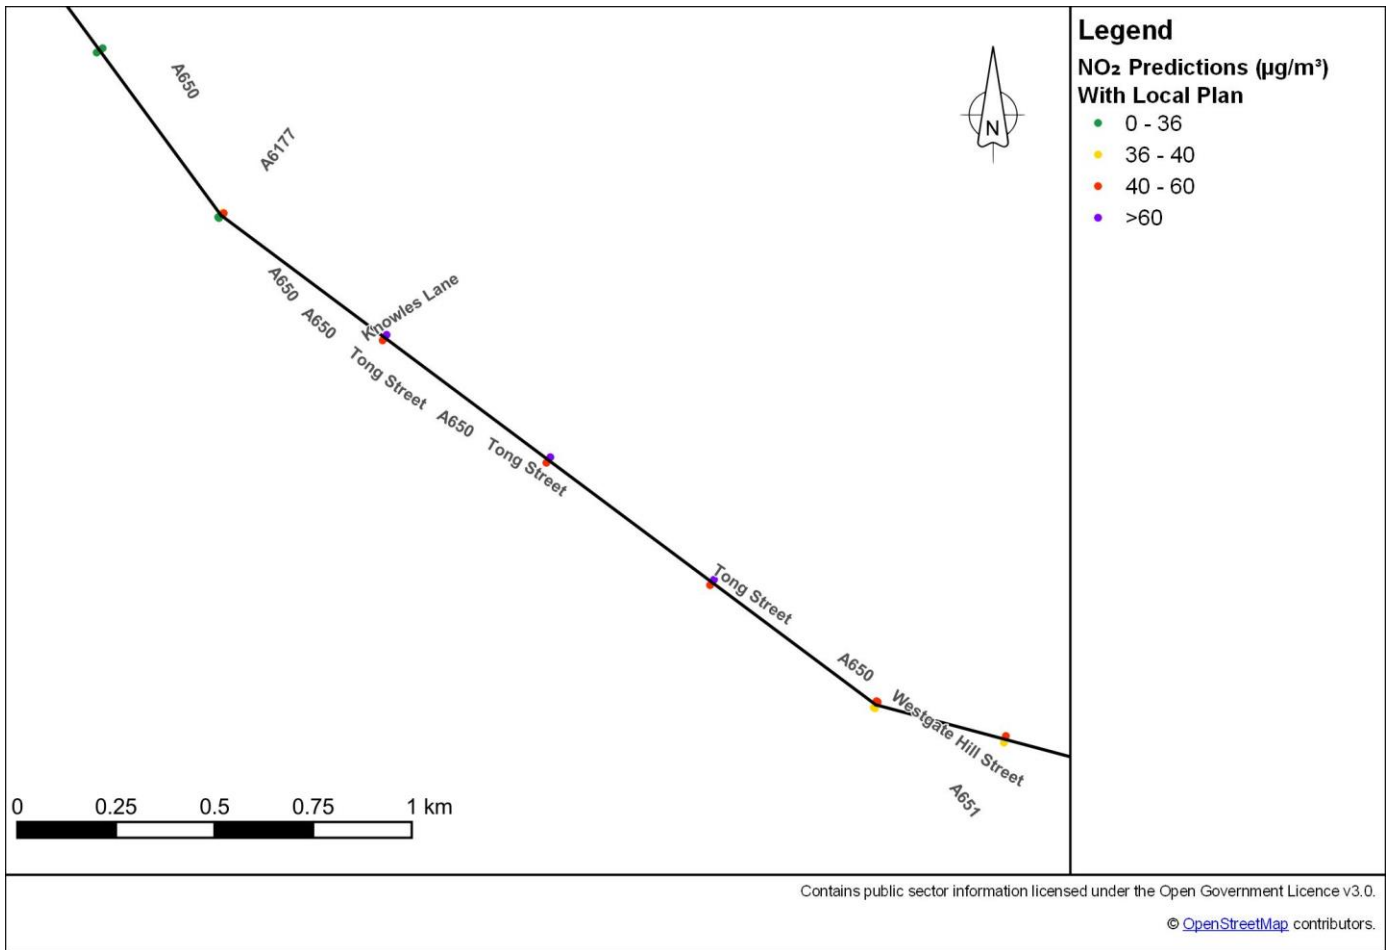 A650
A6177
A650
A650
Knowles Lane
Tong Street
A650
Tong Street
Tong Street
A650
Westgate Hill Street
A651
N
0 0.25 0.5 0.75 1 km
Legend
NO₂ Predictions (µg/m³)
With Local Plan
0 - 36
36 - 40
40 - 60
>60
Contains public sector information licensed under the Open Government Licence v3.0.
© OpenStreetMap contributors.